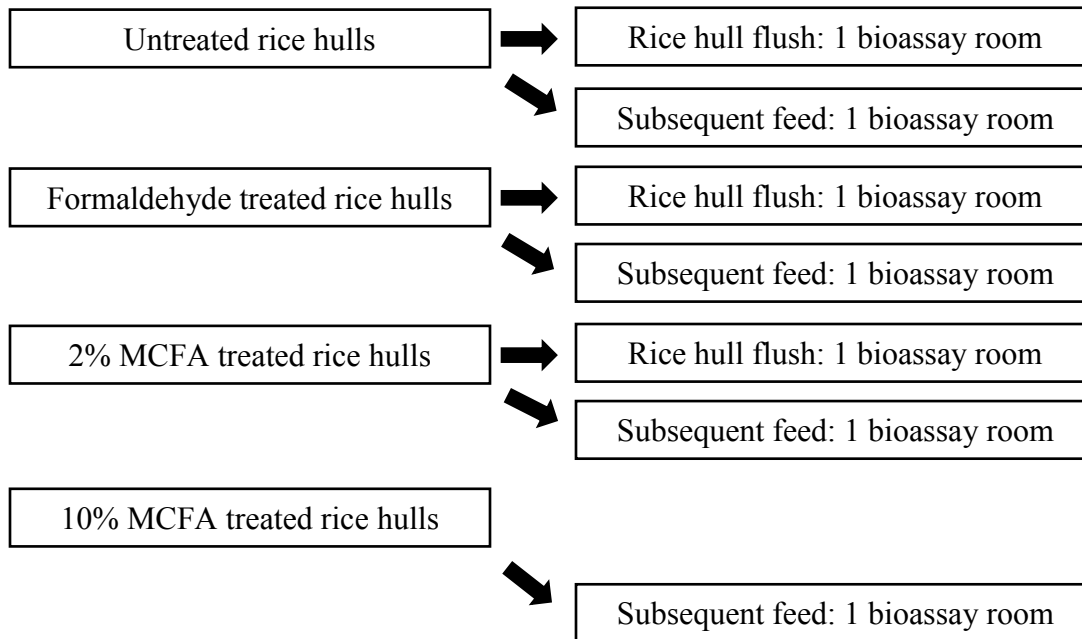 Untreated rice hulls
Rice hull flush: 1 bioassay room
Subsequent feed: 1 bioassay room
Formaldehyde treated rice hulls
Rice hull flush: 1 bioassay room
Subsequent feed: 1 bioassay room
2% MCFA treated rice hulls
Rice hull flush: 1 bioassay room
Subsequent feed: 1 bioassay room
10% MCFA treated rice hulls
Subsequent feed: 1 bioassay room